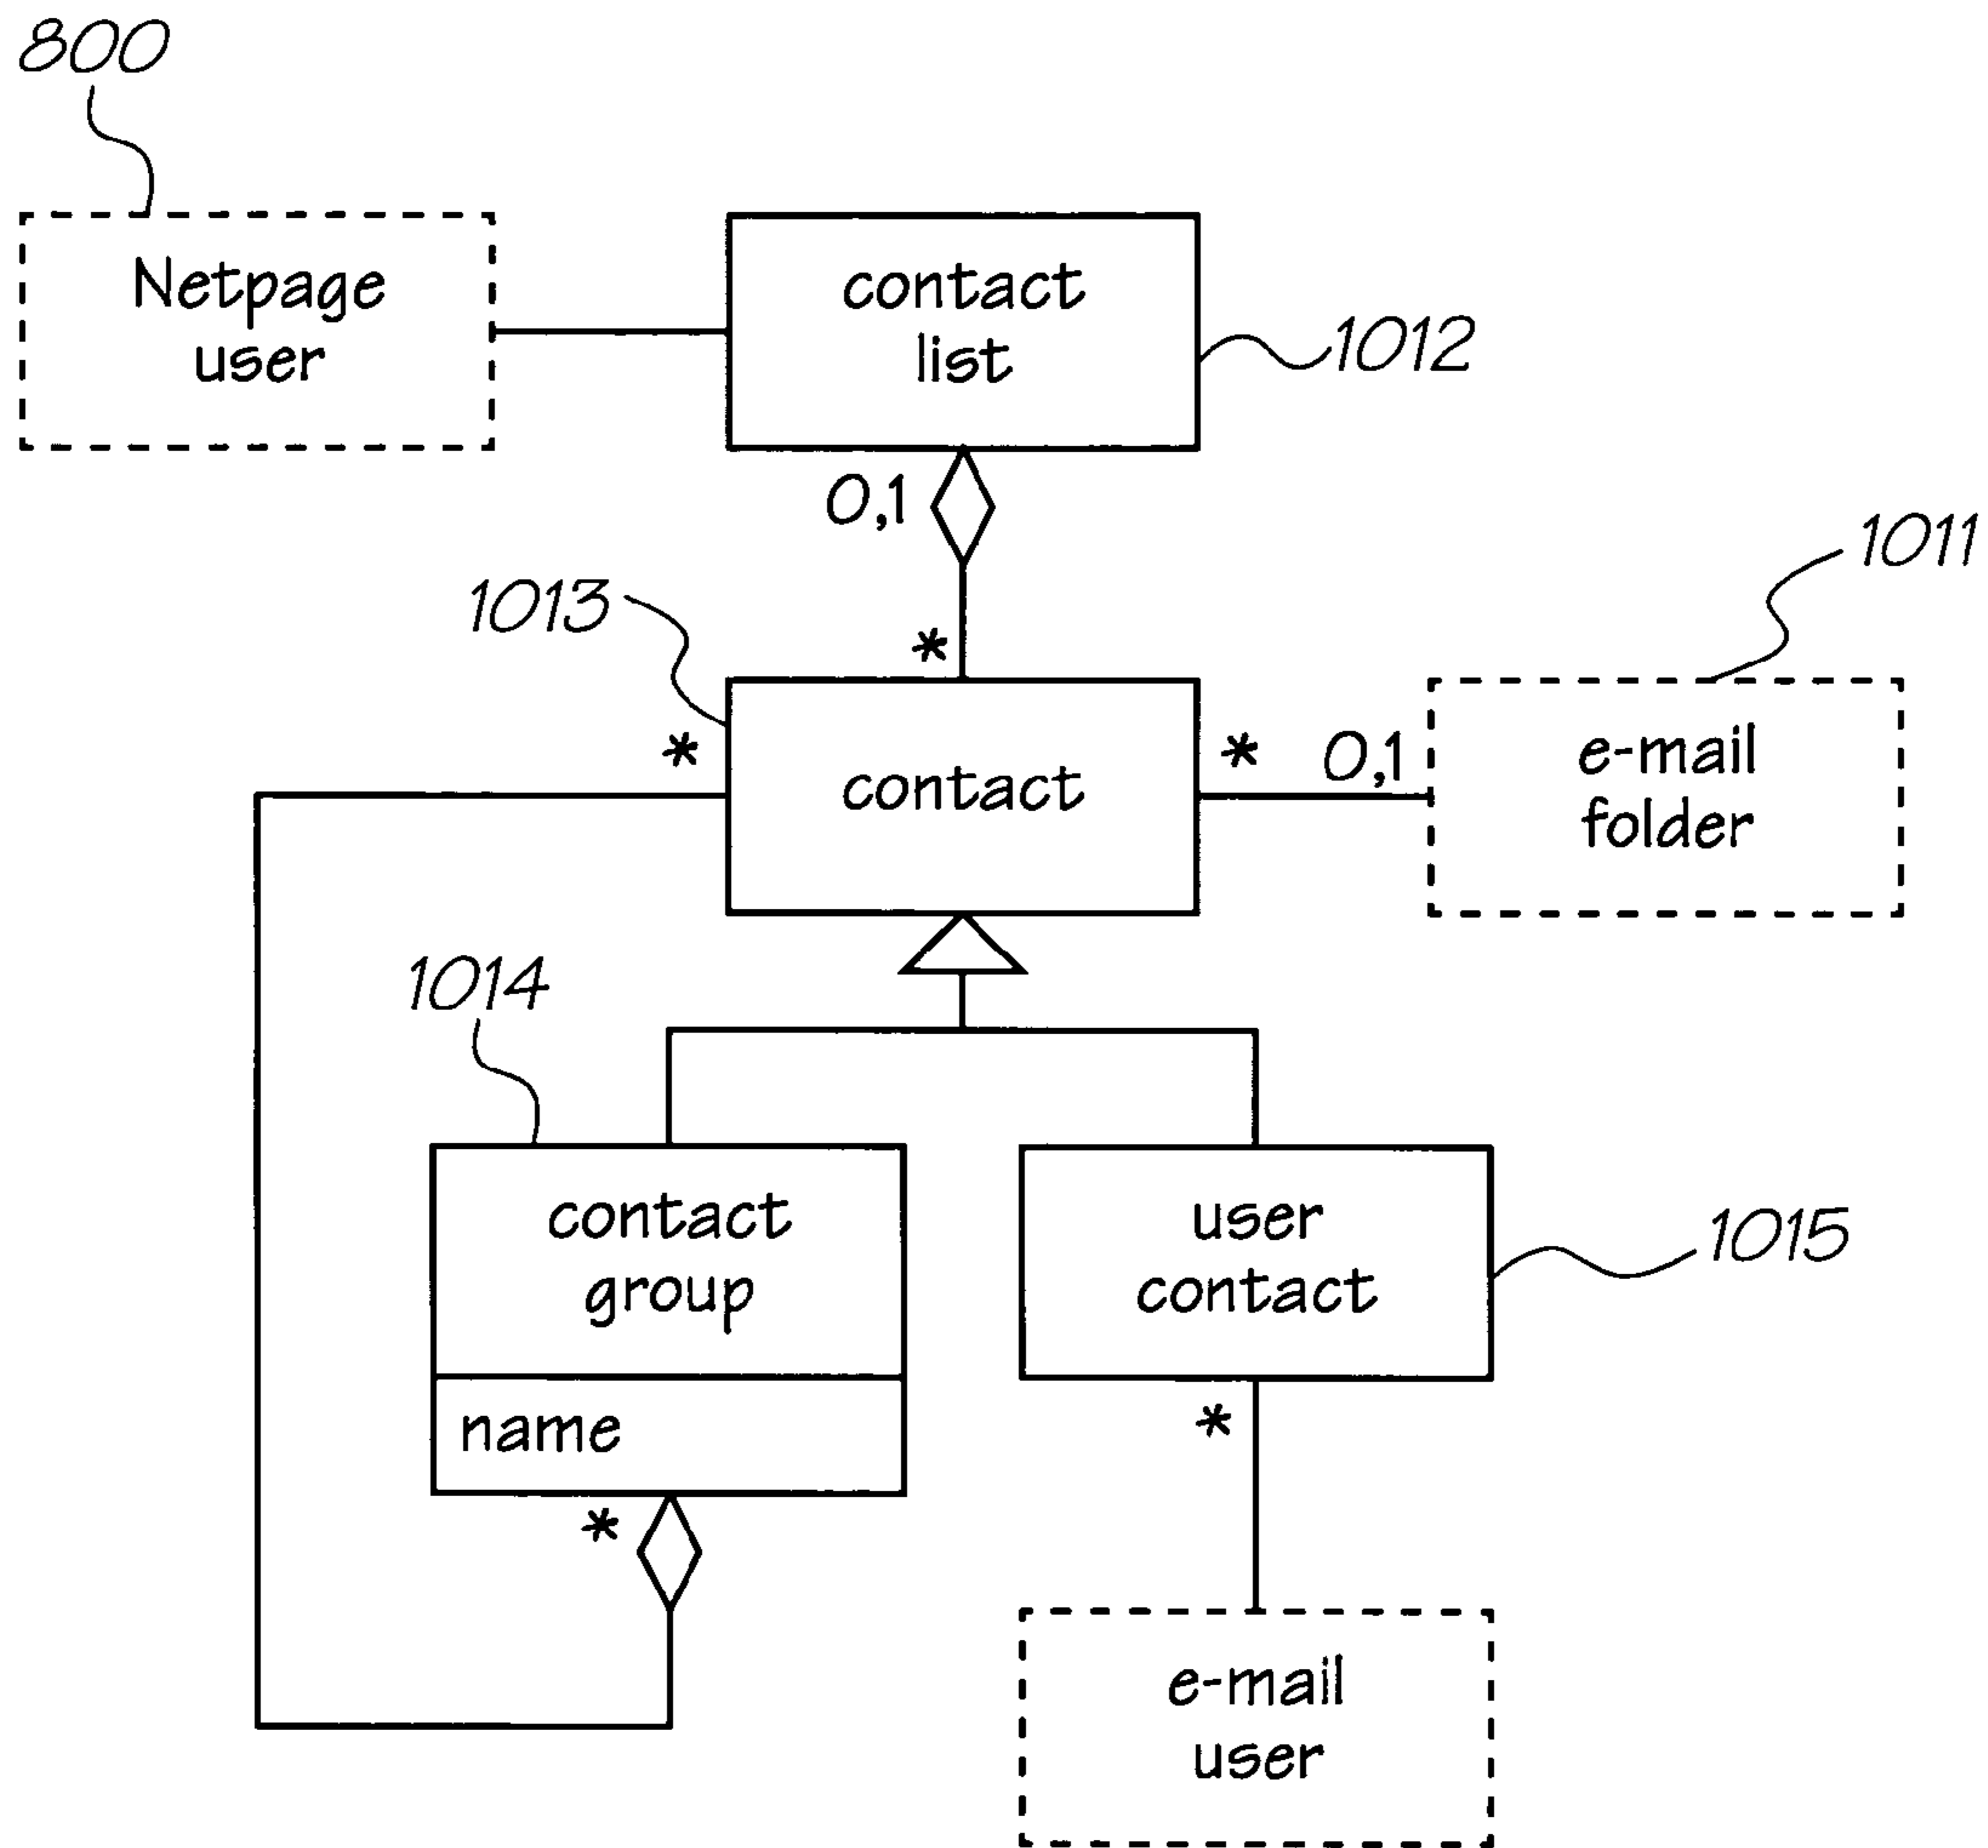 800
Netpage
user
contact
list
1012
0,1
1011
1013
*
*
contact
*
0,1
e-mail
folder
1014
contact
group
name
user
contact
1015
*
*
e-mail
user